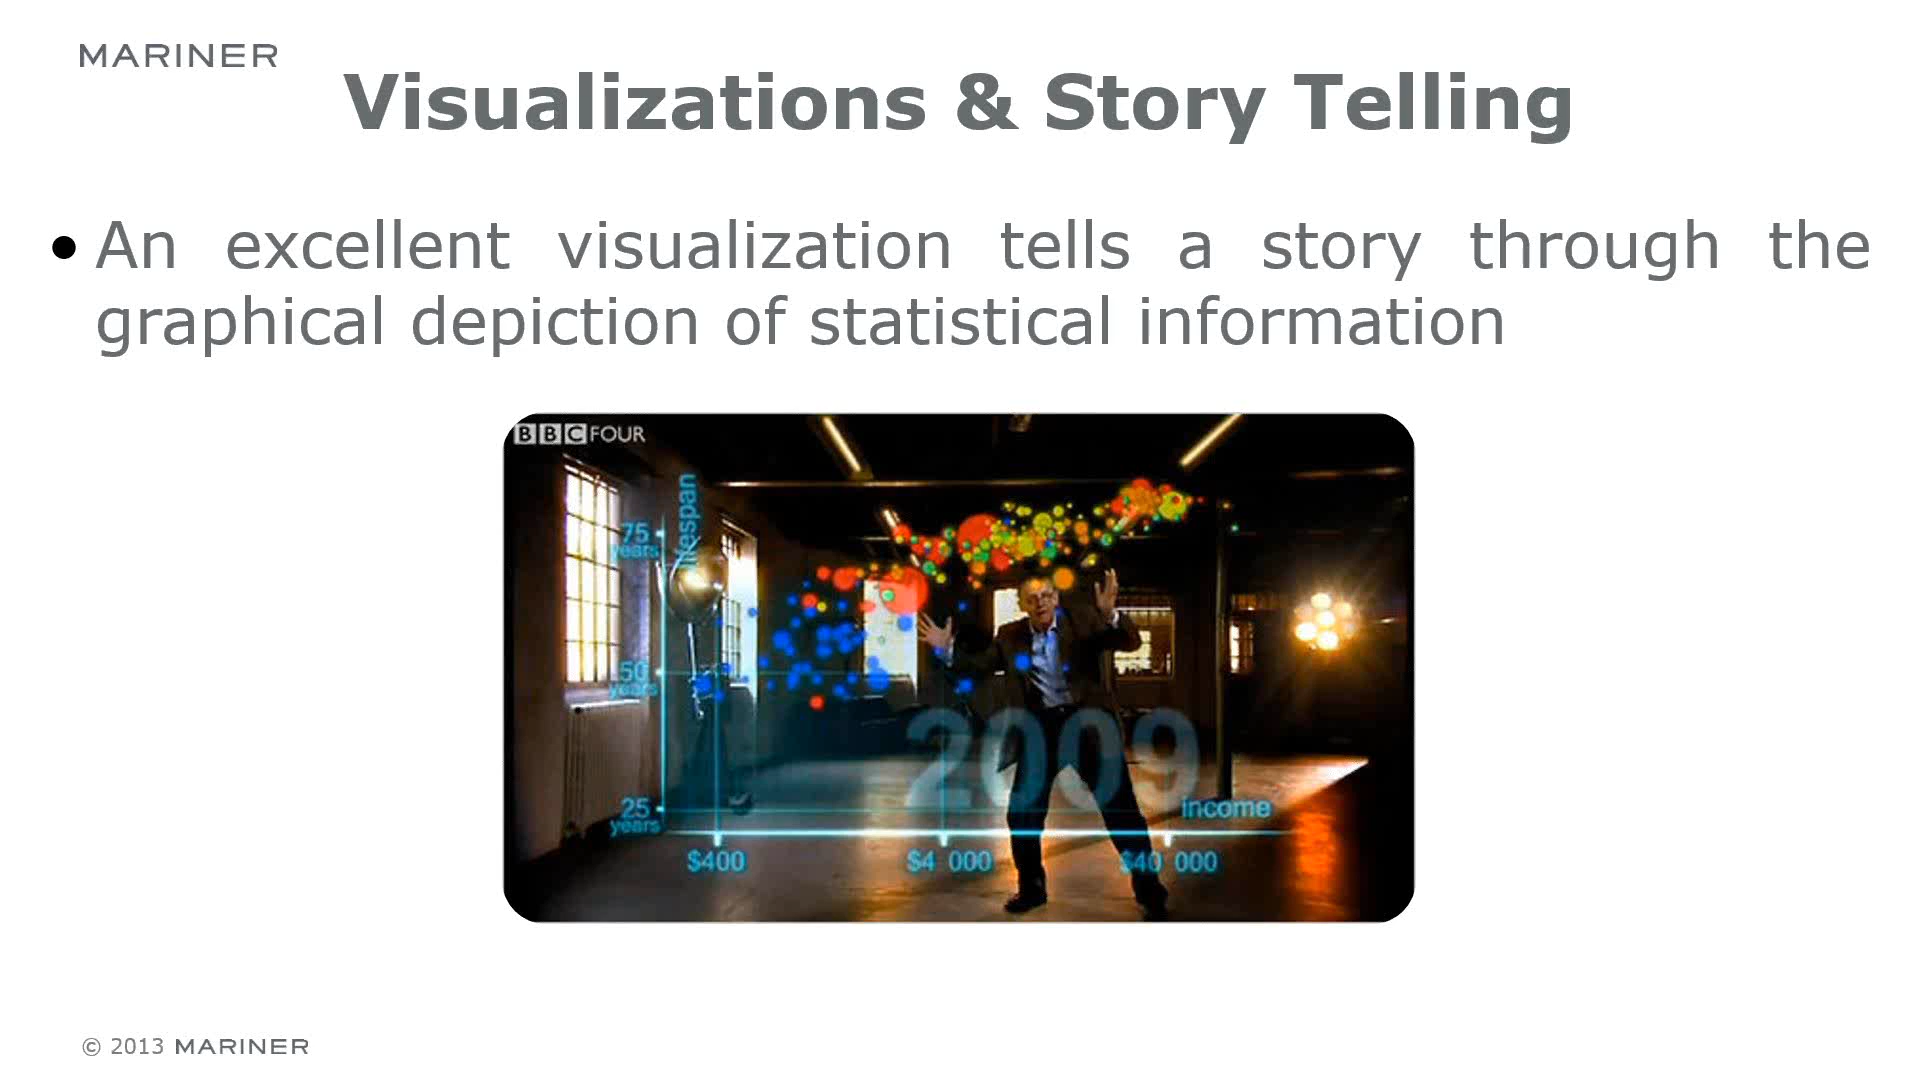 MARINER
Visualizations & Story Telling
• An excellent visualization tells a story through the
graphical depiction of statistical information
BBC FOUR
lifespan
75
years
50
years
2009
25
years
income
$400
$4 000
$40 000
© 2013 MARINER